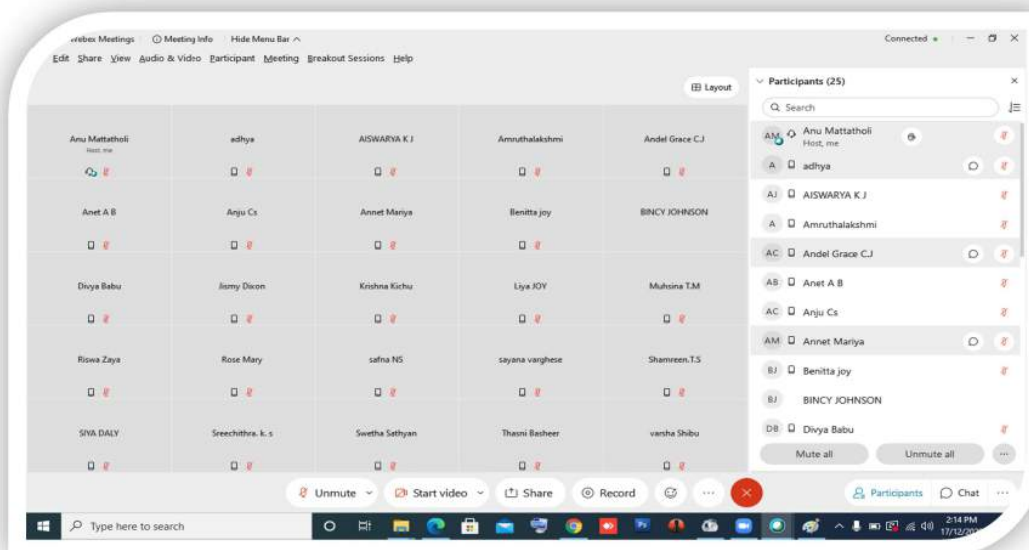 Webex Meetings Meeting Info Hide Menu Bar Connected
Edit Share View Audio & Video Participant Meeting Breakout Sessions Help
Layout
Anu Mattatholi adhya AISWARYA K J Amruthalakshmi Andel Grace C.J
Host, me
Anet A B Anju Cs Annet Mariya Benitta joy BINCY JOHNSON
Divya Babu Jismy Dixon Krishna Kichu Liya JOY Muhsina T.M
Riswa Zaya Rose Mary safna NS sayana varghese Shamreen.T.S
SIYA DALY Sreechithra. k. s Swetha Sathyan Thasni Basheer varsha Shibu
Participants (25)
Search
AM Anu Mattatholi
Host, me
A adhya
AJ AISWARYA K J
A Amruthalakshmi
AC Andel Grace C.J
AB Anet A B
AC Anju Cs
AM Annet Mariya
BJ Benitta joy
BJ BINCY JOHNSON
DB Divya Babu
Mute all Unmute all
Unmute Start video Share Record Participants Chat
Type here to search
2:14 PM